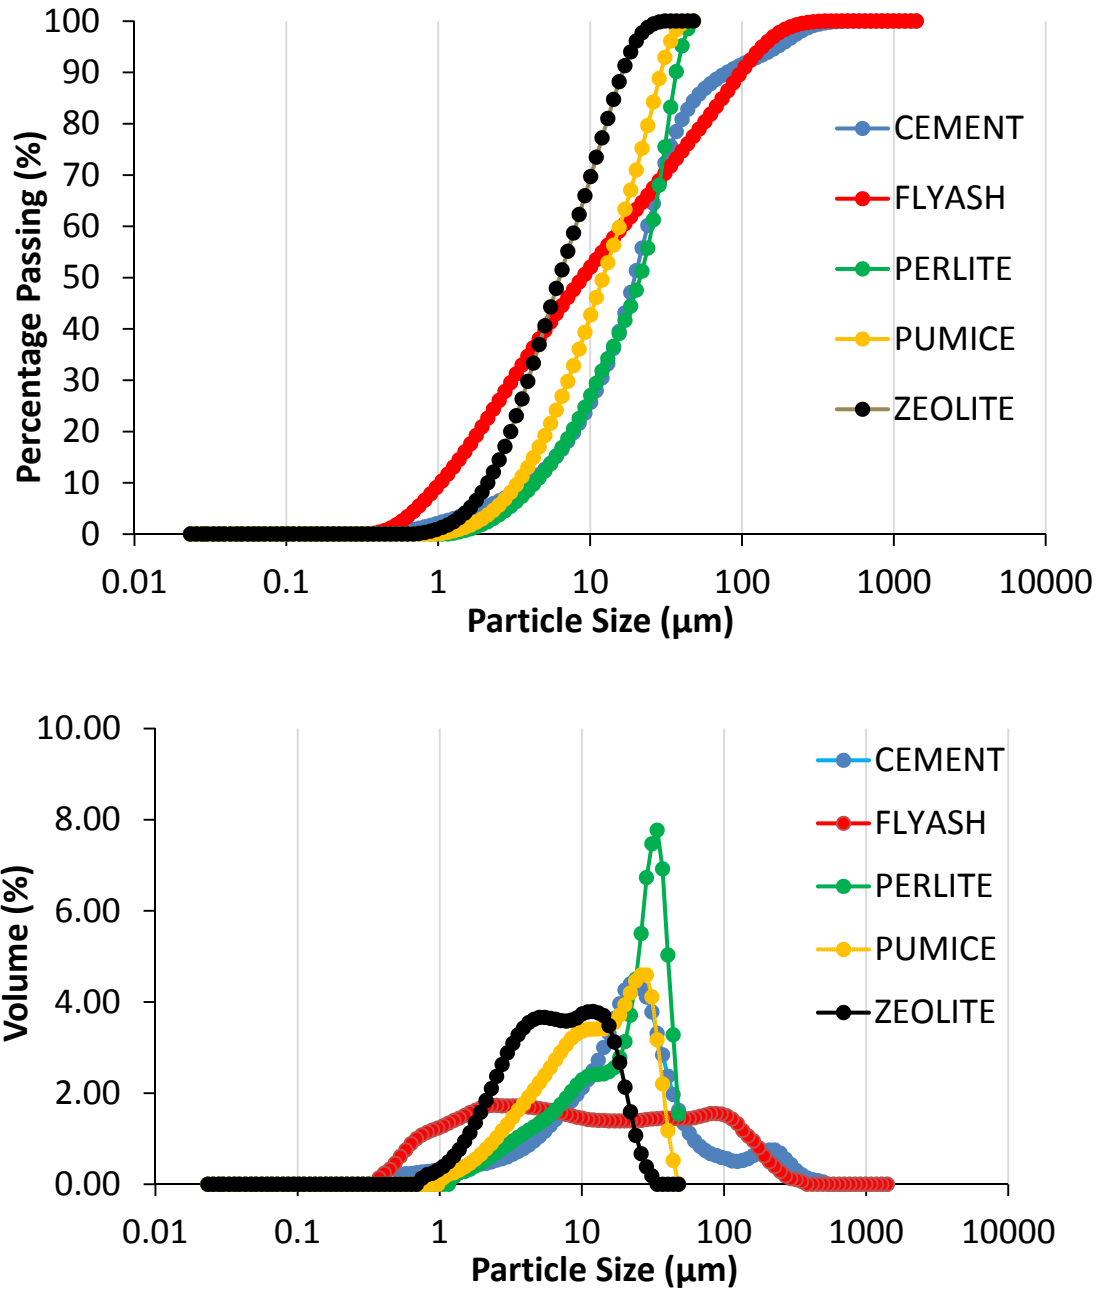 100
90
80
70
60
50
40
30
20
10
0
Percentage Passing (%)
CEMENT
FLYASH
PERLITE
PUMICE
ZEOLITE
0.01 0.1 1 10 100 1000 10000
Particle Size (µm)
10.00
8.00
6.00
4.00
2.00
0.00
Volume (%)
CEMENT
FLYASH
PERLITE
PUMICE
ZEOLITE
0.01 0.1 1 10 100 1000 10000
Particle Size (µm)